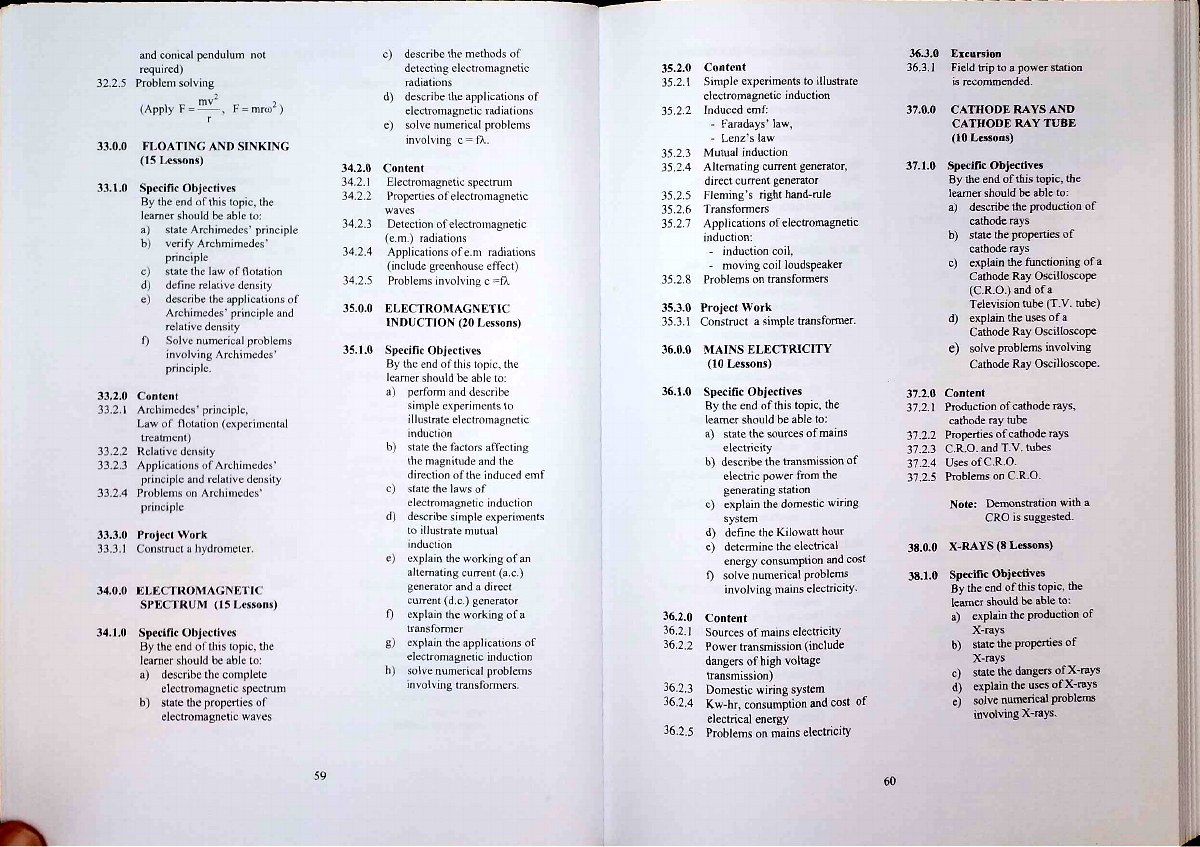 and conical pendulum not
required)
32.2.5 Problem solving
(Apply F = mv²/r, F = mrω²)
33.0.0 FLOATING AND SINKING
(15 Lessons)
33.1.0 Specific Objectives
By the end of this topic, the
learner should be able to:
a) state Archimedes' principle
b) verify Archmimedes'
principle
c) state the law of flotation
d) define relative density
e) describe the applications of
Archimedes' principle and
relative density
f) Solve numerical problems
involving Archimedes'
principle.
33.2.0 Content
33.2.1 Archimedes' principle,
Law of flotation (experimental
treatment)
33.2.2 Relative density
33.2.3 Applications of Archimedes'
principle and relative density
33.2.4 Problems on Archimedes'
principle
33.3.0 Project Work
33.3.1 Construct a hydrometer.
34.0.0 ELECTROMAGNETIC
SPECTRUM (15 Lessons)
34.1.0 Specific Objectives
By the end of this topic, the
learner should be able to:
a) describe the complete
electromagnetic spectrum
b) state the properties of
electromagnetic waves
c) describe the methods of
detecting electromagnetic
radiations
d) describe the applications of
electromagnetic radiations
e) solve numerical problems
involving c = fλ.
34.2.0 Content
34.2.1 Electromagnetic spectrum
34.2.2 Properties of electromagnetic
waves
34.2.3 Detection of electromagnetic
(e.m.) radiations
34.2.4 Applications of e.m radiations
(include greenhouse effect)
34.2.5 Problems involving c =fλ
35.0.0 ELECTROMAGNETIC
INDUCTION (20 Lessons)
35.1.0 Specific Objectives
By the end of this topic, the
learner should be able to:
a) perform and describe
simple experiments to
illustrate electromagnetic
induction
b) state the factors affecting
the magnitude and the
direction of the induced emf
c) state the laws of
electromagnetic induction
d) describe simple experiments
to illustrate mutual
induction
e) explain the working of an
alternating current (a.c.)
generator and a direct
current (d.c.) generator
f) explain the working of a
transformer
g) explain the applications of
electromagnetic induction
h) solve numerical problems
involving transformers.
59
35.2.0 Content
35.2.1 Simple experiments to illustrate
electromagnetic induction
35.2.2 Induced emf:
- Faradays' law,
- Lenz's law
35.2.3 Mutual induction
35.2.4 Alternating current generator,
direct current generator
35.2.5 Fleming's right hand-rule
35.2.6 Transformers
35.2.7 Applications of electromagnetic
induction:
- induction coil,
- moving coil loudspeaker
35.2.8 Problems on transformers
35.3.0 Project Work
35.3.1 Construct a simple transformer.
36.0.0 MAINS ELECTRICITY
(10 Lessons)
36.1.0 Specific Objectives
By the end of this topic, the
learner should be able to:
a) state the sources of mains
electricity
b) describe the transmission of
electric power from the
generating station
c) explain the domestic wiring
system
d) define the Kilowatt hour
e) determine the electrical
energy consumption and cost
f) solve numerical problems
involving mains electricity.
36.2.0 Content
36.2.1 Sources of mains electricity
36.2.2 Power transmission (include
dangers of high voltage
transmission)
36.2.3 Domestic wiring system
36.2.4 Kw-hr, consumption and cost of
electrical energy
36.2.5 Problems on mains electricity
36.3.0 Excursion
36.3.1 Field trip to a power station
is recommended.
37.0.0 CATHODE RAYS AND
CATHODE RAY TUBE
(10 Lessons)
37.1.0 Specific Objectives
By the end of this topic, the
learner should be able to:
a) describe the production of
cathode rays
b) state the properties of
cathode rays
c) explain the functioning of a
Cathode Ray Oscilloscope
(C.R.O.) and of a
Television tube (T.V. tube)
d) explain the uses of a
Cathode Ray Oscilloscope
e) solve problems involving
Cathode Ray Oscilloscope.
37.2.0 Content
37.2.1 Production of cathode rays,
cathode ray tube
37.2.2 Properties of cathode rays
37.2.3 C.R.O. and T.V. tubes
37.2.4 Uses of C.R.O.
37.2.5 Problems on C.R.O.
Note: Demonstration with a
CRO is suggested.
38.0.0 X-RAYS (8 Lessons)
38.1.0 Specific Objectives
By the end of this topic, the
learner should be able to:
a) explain the production of
X-rays
b) state the properties of
X-rays
c) state the dangers of X-rays
d) explain the uses of X-rays
e) solve numerical problems
involving X-rays.
60